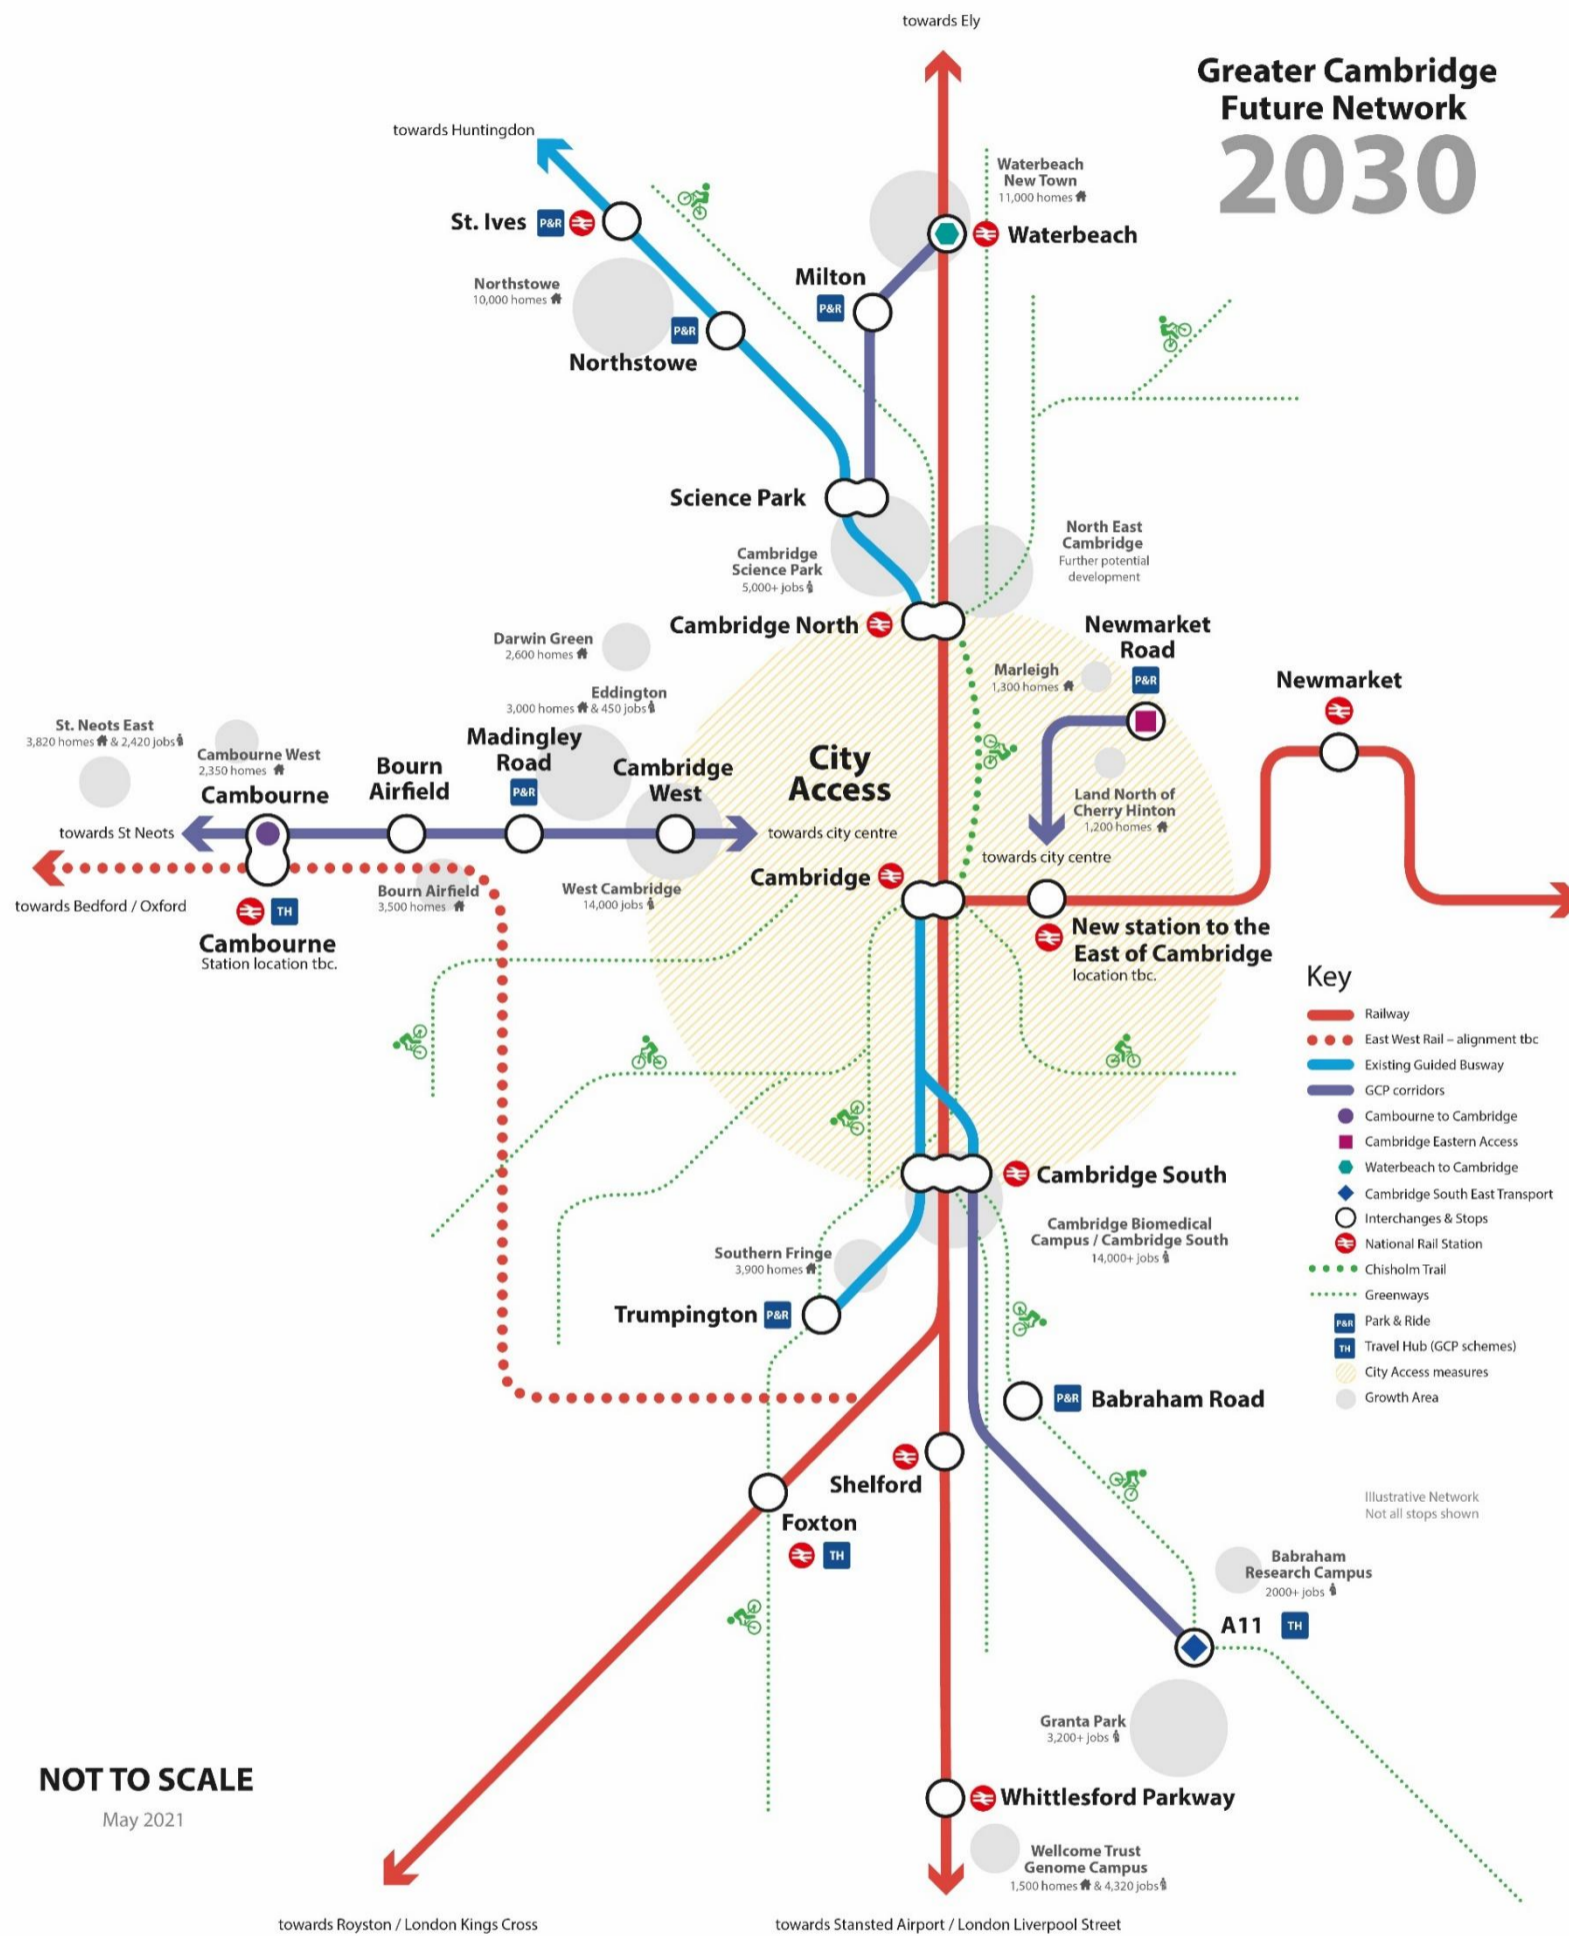 towards Ely
Greater Cambridge
Future Network
2030
towards Huntingdon
Waterbeach
New Town
11,000 homes
St. Ives P&R
Waterbeach
Northstowe
10,000 homes
Milton
P&R
P&R
Northstowe
Science Park
North East
Cambridge
Further potential
development
Cambridge
Science Park
5,000+ jobs
Cambridge North
Newmarket
Road
P&R
Darwin Green
2,600 homes
Marleigh
1,300 homes
Newmarket
Eddington
3,000 homes & 450 jobs
St. Neots East
3,820 homes & 2,420 jobs
Cambourne West
2,350 homes
Cambourne
Bourn
Airfield
Madingley
Road
P&R
Cambridge
West
City
Access
Land North of
Cherry Hinton
1,200 homes
towards St Neots
towards city centre
towards city centre
Cambridge
Bourn Airfield
3,500 homes
West Cambridge
14,000 jobs
towards Bedford / Oxford
TH
Cambourne
Station location tbc.
New station to the
East of Cambridge
location tbc.
Key
Railway
East West Rail – alignment tbc
Existing Guided Busway
GCP corridors
Cambourne to Cambridge
Cambridge Eastern Access
Waterbeach to Cambridge
Cambridge South East Transport
Interchanges & Stops
National Rail Station
Chisholm Trail
Greenways
P&R Park & Ride
TH Travel Hub (GCP schemes)
City Access measures
Growth Area
Cambridge South
Cambridge Biomedical
Campus / Cambridge South
14,000+ jobs
Southern Fringe
3,900 homes
Trumpington P&R
P&R Babraham Road
Shelford
Foxton
TH
Illustrative Network
Not all stops shown
Babraham
Research Campus
2000+ jobs
A11 TH
Granta Park
3,200+ jobs
NOT TO SCALE
May 2021
Whittlesford Parkway
Wellcome Trust
Genome Campus
1,500 homes & 4,320 jobs
towards Royston / London Kings Cross
towards Stansted Airport / London Liverpool Street